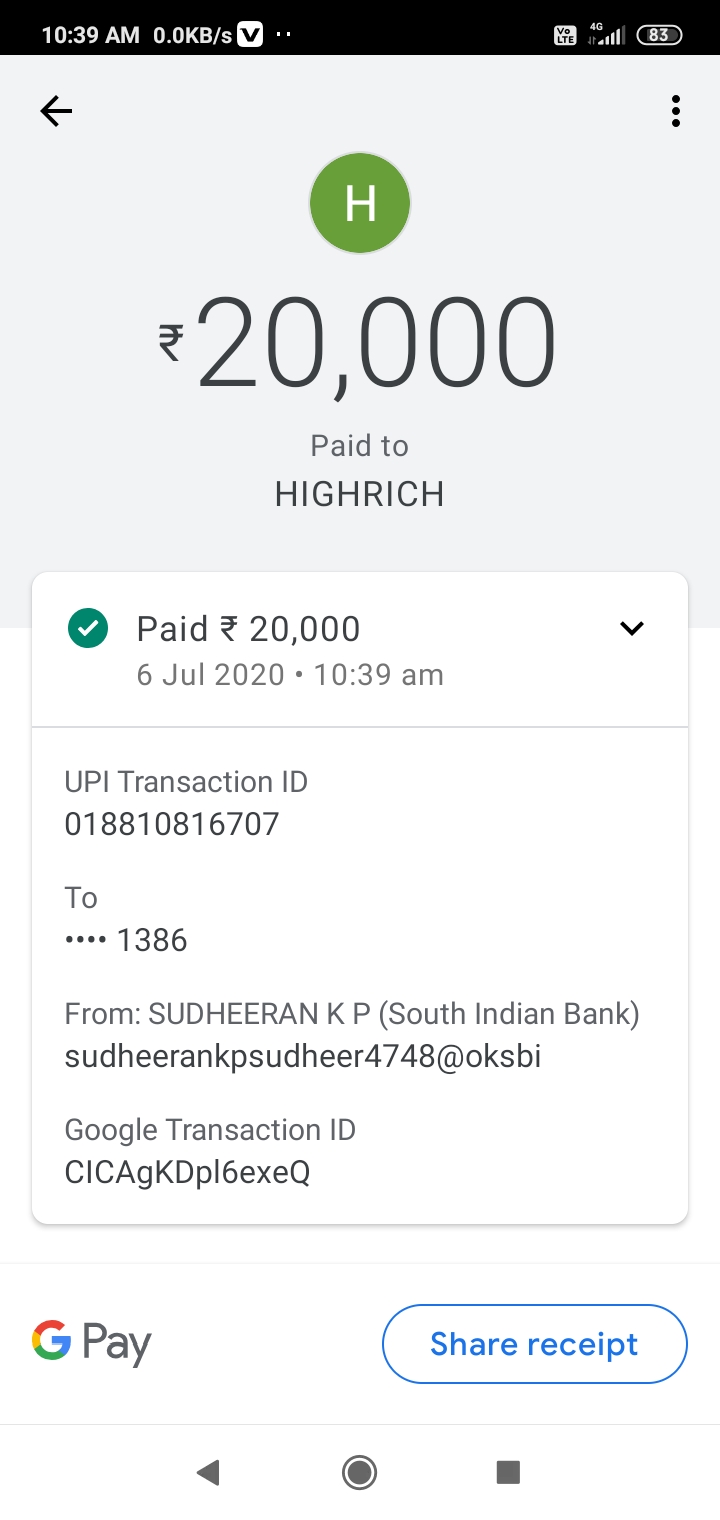 10:39 AM 0.0KB/s V
Vo LTE 4G 83
H
₹20,000
Paid to
HIGHRICH
Paid ₹ 20,000
6 Jul 2020 • 10:39 am
UPI Transaction ID
018810816707
To
•••• 1386
From: SUDHEERAN K P (South Indian Bank)
sudheerankpsudheer4748@oksbi
Google Transaction ID
CICAgKDpl6exeQ
G Pay
Share receipt